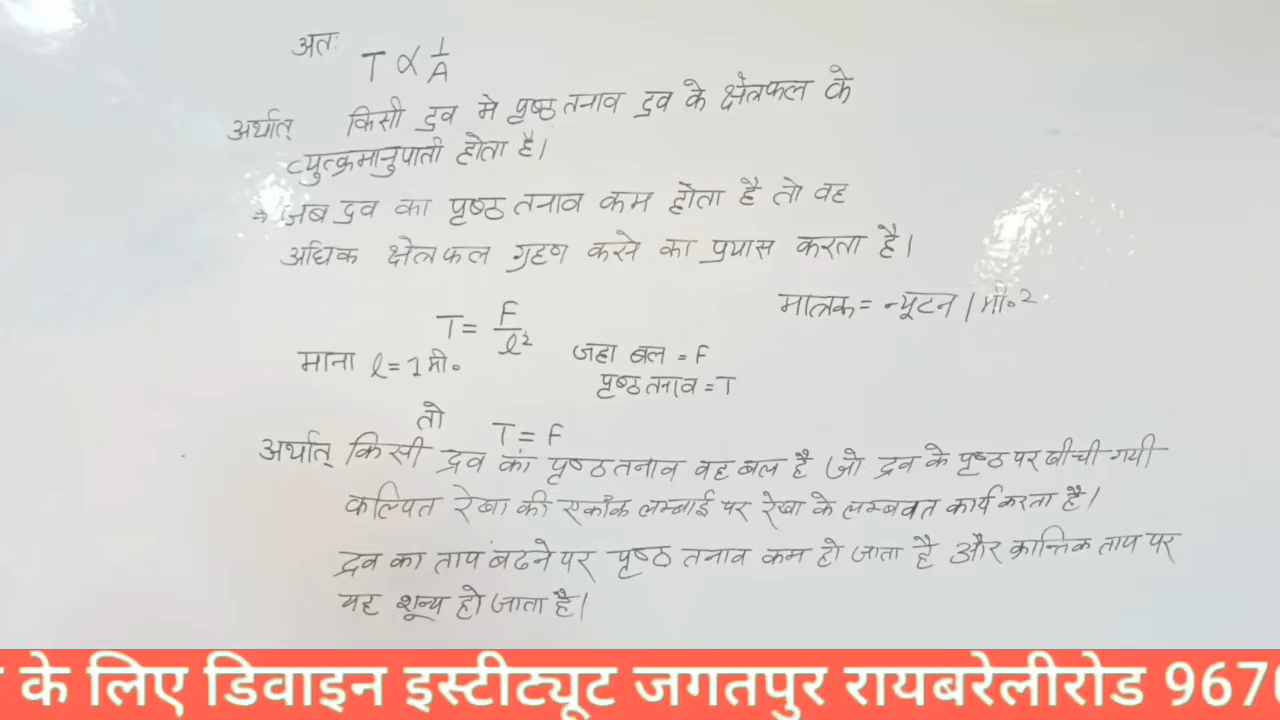 अतः
T ∝ 1/A
अर्थात् किसी द्रव मे पृष्ठ तनाव द्रव के क्षेत्रफल के
व्युत्क्रमानुपाती होता है।
⇒ जब द्रव का पृष्ठ तनाव कम होता है तो वह
अधिक क्षेत्रफल ग्रहण करने का प्रयास करता है।
मात्रक = न्यूटन / मी०²
T = F/l²
माना l = 1 मी०
जहा बल = F
पृष्ठ तनाव = T
तो T = F
अर्थात् किसी द्रव का पृष्ठ तनाव वह बल है जो द्रव के पृष्ठ पर खीची गयी
कल्पित रेखा की एकांक लम्बाई पर रेखा के लम्बवत कार्य करता है।
द्रव का ताप बढने पर पृष्ठ तनाव कम हो जाता है और क्रान्तिक ताप पर
यह शून्य हो जाता है।
के लिए डिवाइन इस्टीट्यूट जगतपुर रायबरेलीरोड 967